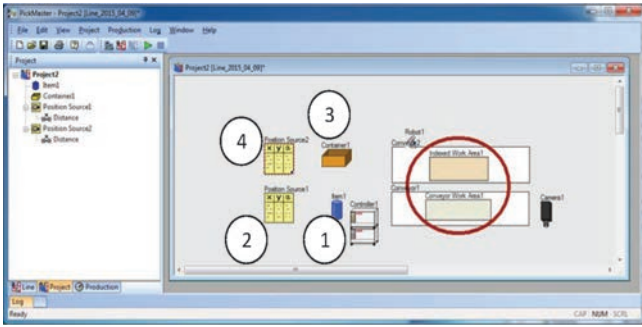 PickMaster - Project2 [Line_2015_04_09]*
File Edit View Project Production Log Window Help
Project
Project2
Item1
Container1
Position Source1
Distance
Position Source2
Distance
Project2 [Line_2015_04_09]*
3
4
Position Source2
x y
Container1
Robot1
Conveyor2
Indexed Work Area1
Position Source1
x y
Item1
Controller1
Conveyor1
Conveyor Work Area1
Camera1
2
1
Line Project Production
Log
Ready
CAP NUM SCRL